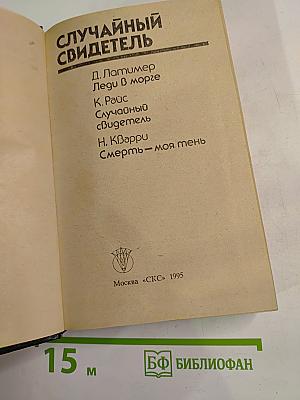 СЛУЧАЙНЫЙ
СВИДЕТЕЛЬ
Д. Латимер
Леди в морге
К. Райс
Случайный
свидетель
Н. Кварри
Смерть — моя тень
Москва «СКС» 1995
15 м
БФ БИБЛИОФАН